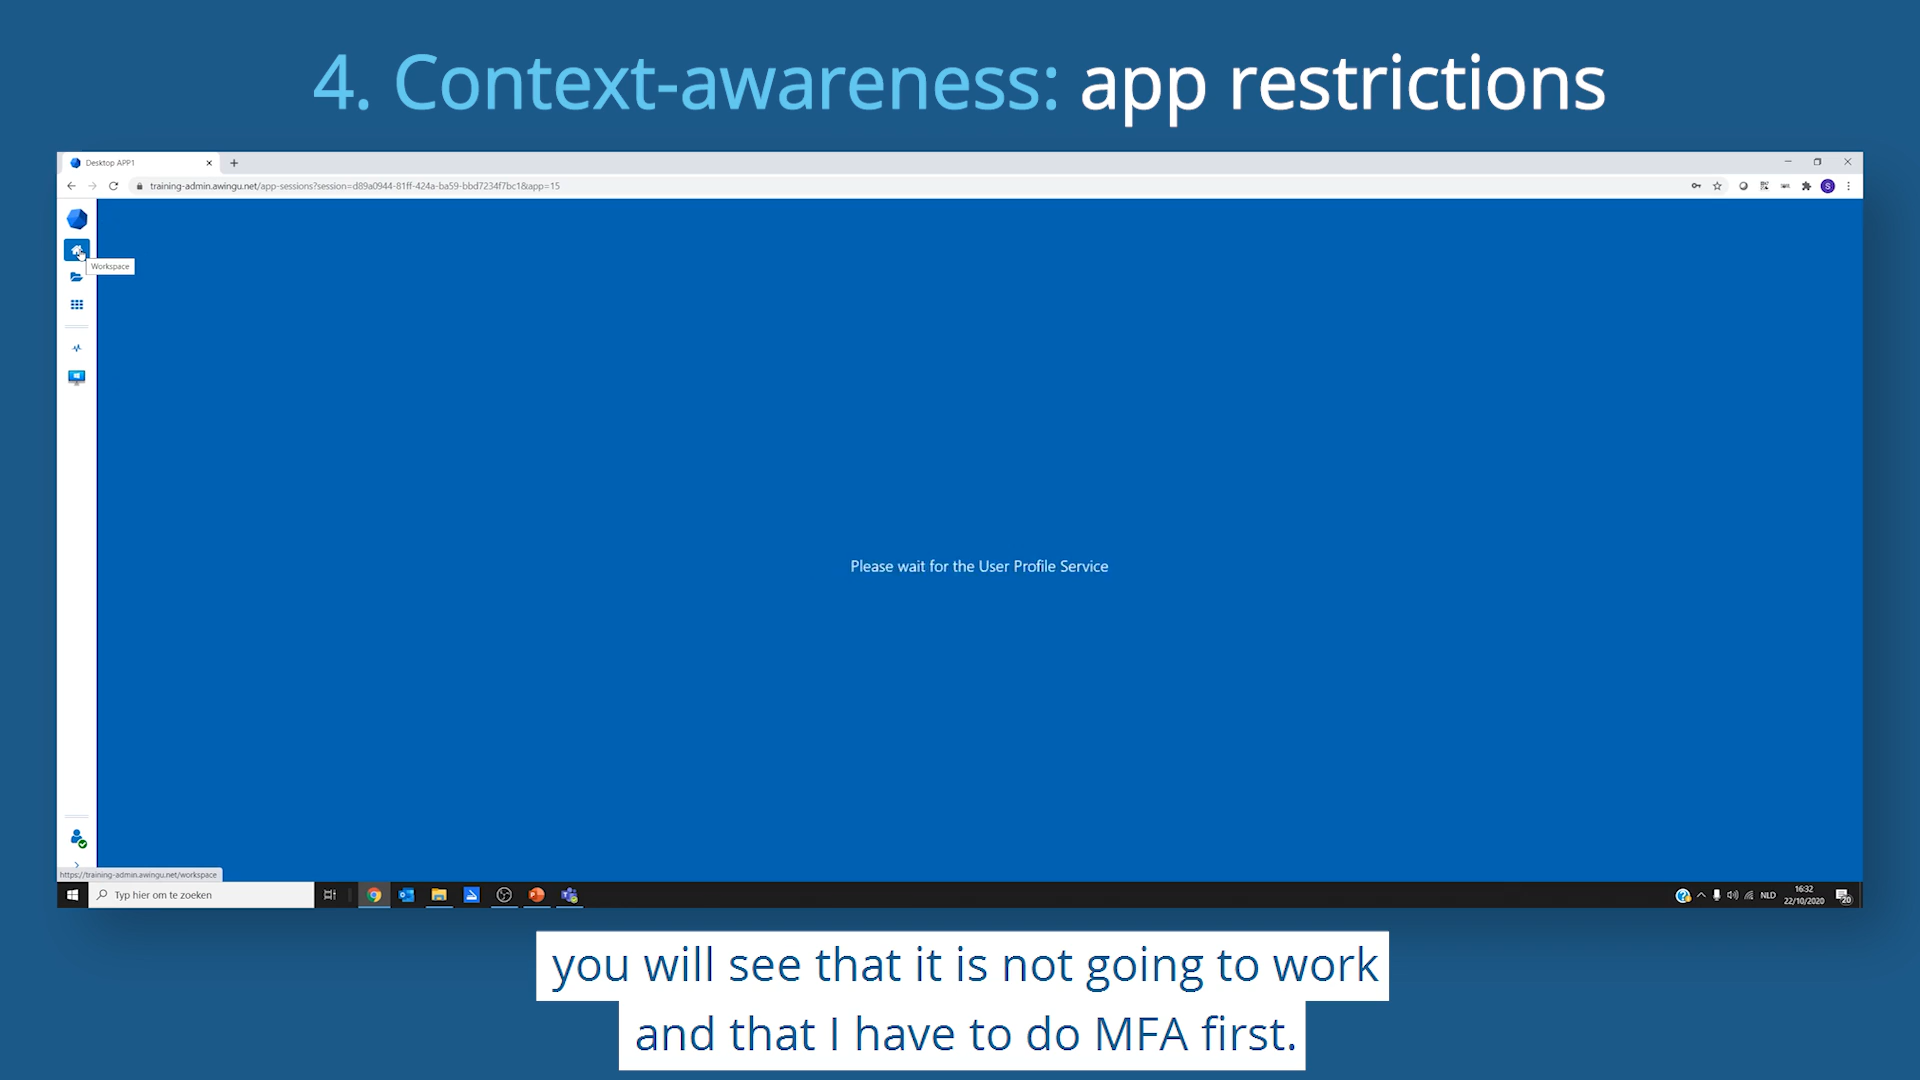 4. Context-awareness: app restrictions
Desktop APP1
training-admin.awingu.net/app-sessions?session=d89a0944-81ff-424a-ba59-bbd7234f7bc1&app=15
S
Workspace
Please wait for the User Profile Service
https://training-admin.awingu.net/workspace
Typ hier om te zoeken
NLD
16:32
22/10/2020
20
you will see that it is not going to work
and that I have to do MFA first.